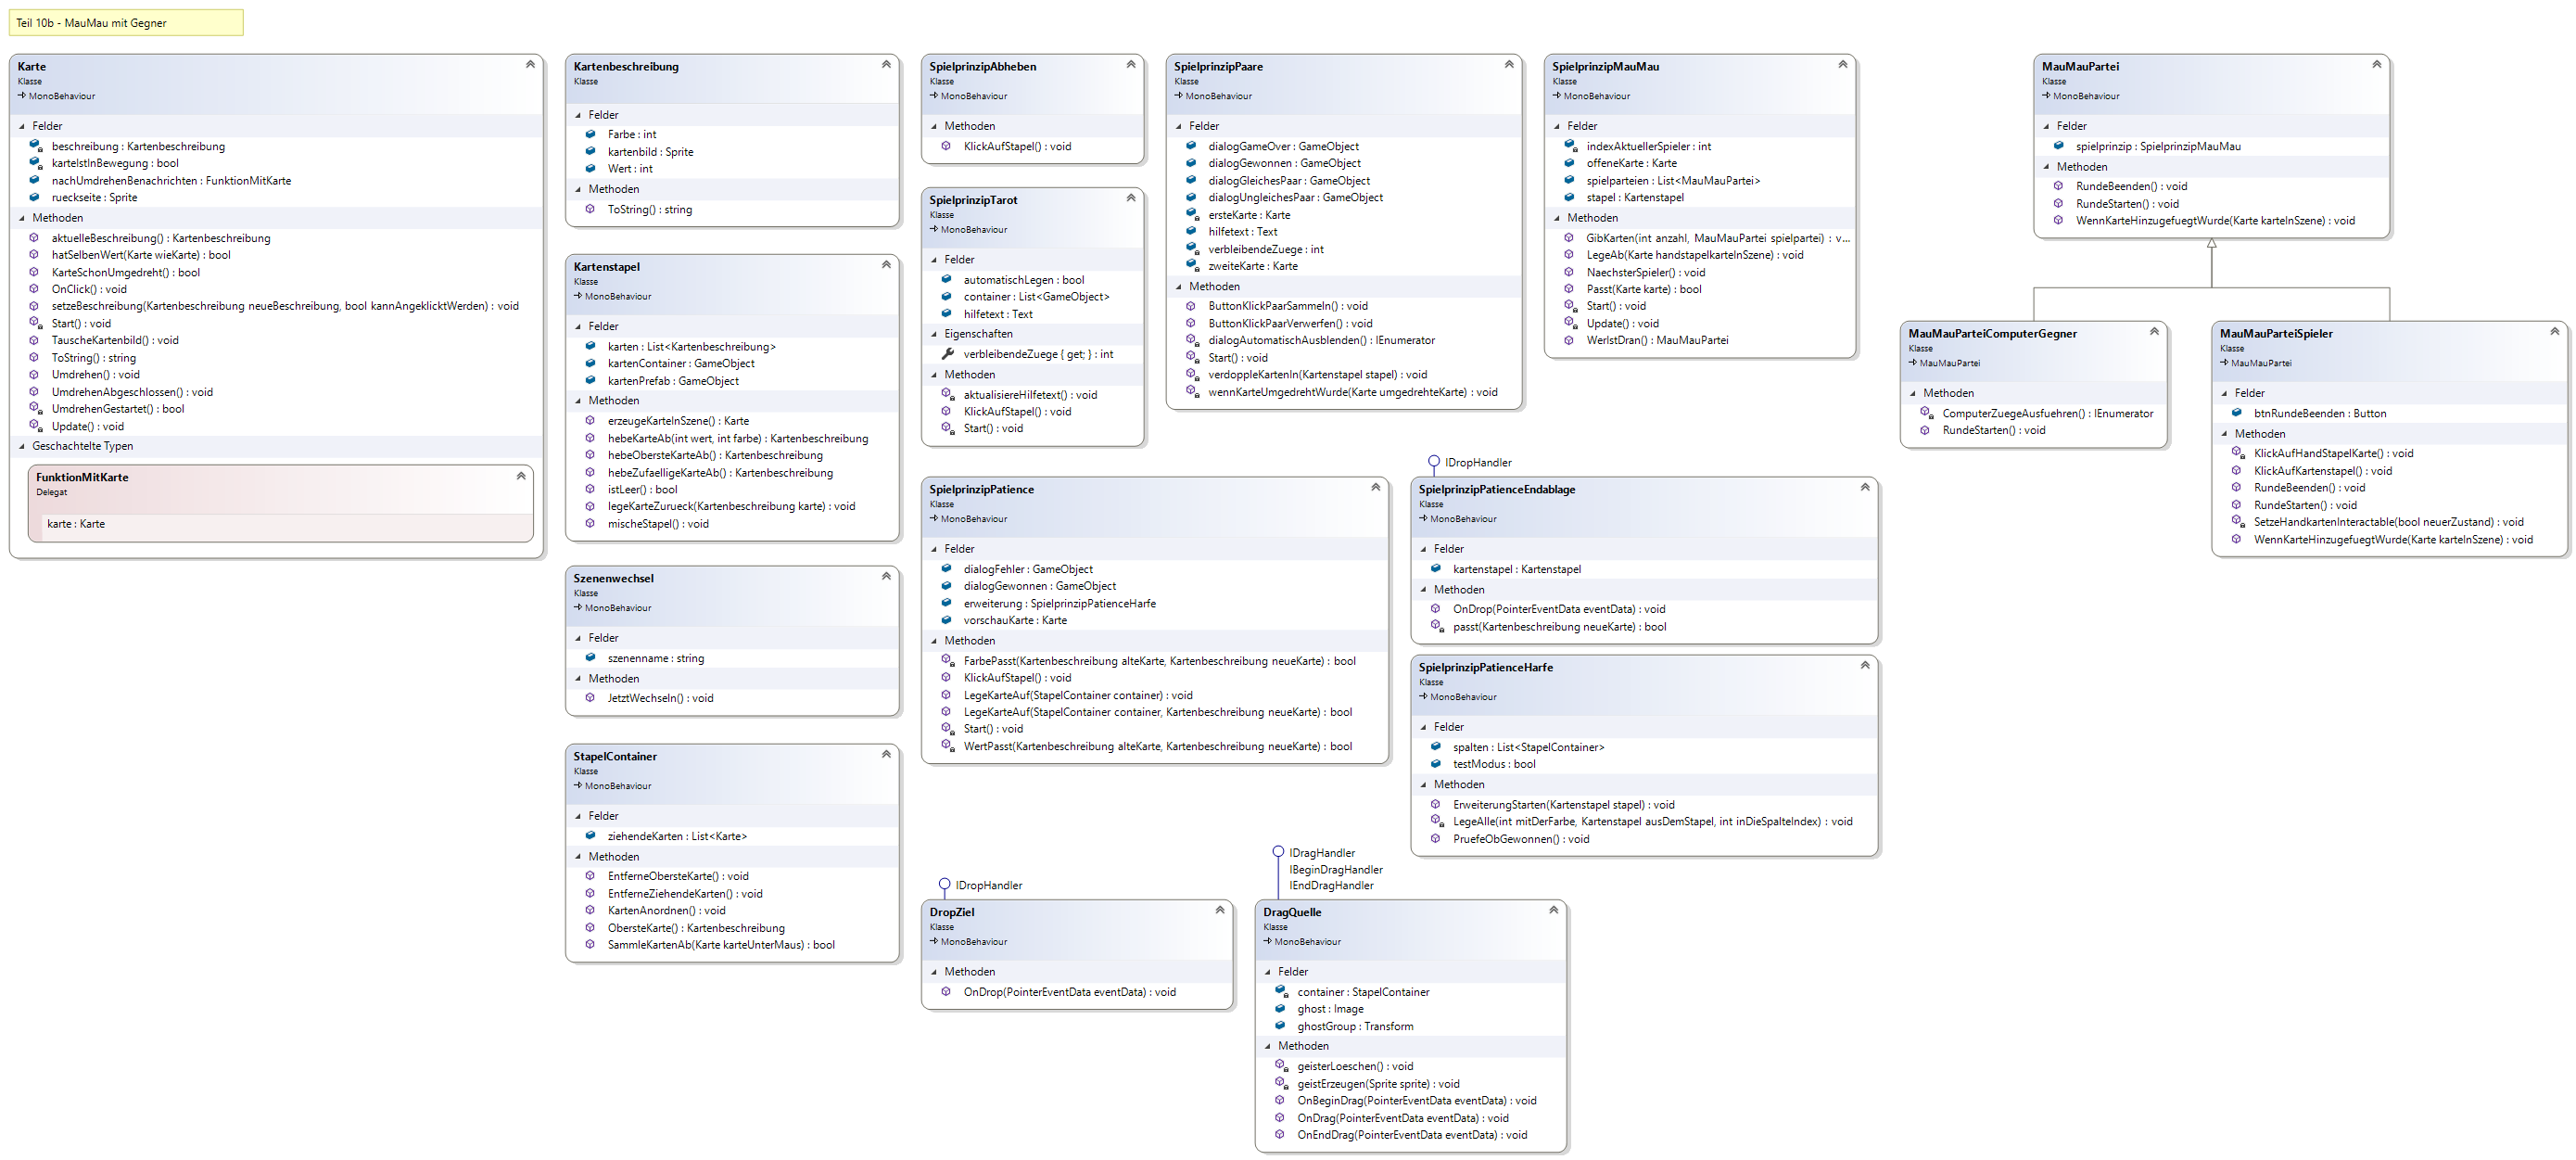 Teil 10b - MauMau mit Gegner
Karte
Klasse
MonoBehaviour
Felder
beschreibung : Kartenbeschreibung
karteIstInBewegung : bool
nachUmdrehenBenachrichten : FunktionMitKarte
rueckseite : Sprite
Methoden
aktuelleBeschreibung() : Kartenbeschreibung
hatSelbenWert(Karte wieKarte) : bool
KarteSchonUmgedreht() : bool
OnClick() : void
setzeBeschreibung(Kartenbeschreibung neueBeschreibung, bool kannAngeklicktWerden) : void
Start() : void
TauscheKartenbild() : void
ToString() : string
Umdrehen() : void
UmdrehenAbgeschlossen() : void
UmdrehenGestartet() : bool
Update() : void
Geschachtelte Typen
FunktionMitKarte
Delegat
karte : Karte
Kartenbeschreibung
Klasse
Felder
Farbe : int
kartenbild : Sprite
Wert : int
Methoden
ToString() : string
Kartenstapel
Klasse
MonoBehaviour
Felder
karten : List<Kartenbeschreibung>
kartenContainer : GameObject
kartenPrefab : GameObject
Methoden
erzeugeKarteInSzene() : Karte
hebeKarteAb(int wert, int farbe) : Kartenbeschreibung
hebeObersteKarteAb() : Kartenbeschreibung
hebeZufaelligeKarteAb() : Kartenbeschreibung
istLeer() : bool
legeKarteZurueck(Kartenbeschreibung karte) : void
mischeStapel() : void
Szenenwechsel
Klasse
MonoBehaviour
Felder
szenenname : string
Methoden
JetztWechseln() : void
StapelContainer
Klasse
MonoBehaviour
Felder
ziehendeKarten : List<Karte>
Methoden
EntferneObersteKarte() : void
EntferneZiehendeKarten() : void
KartenAnordnen() : void
ObersteKarte() : Kartenbeschreibung
SammleKartenAb(Karte karteUnterMaus) : bool
SpielprinzipAbheben
Klasse
MonoBehaviour
Methoden
KlickAufStapel() : void
SpielprinzipTarot
Klasse
MonoBehaviour
Felder
automatischLegen : bool
container : List<GameObject>
hilfetext : Text
Eigenschaften
verbleibendeZuege { get; } : int
Methoden
aktualisiereHilfetext() : void
KlickAufStapel() : void
Start() : void
SpielprinzipPaare
Klasse
MonoBehaviour
Felder
dialogGameOver : GameObject
dialogGewonnen : GameObject
dialogGleichesPaar : GameObject
dialogUngleichesPaar : GameObject
ersteKarte : Karte
hilfetext : Text
verbleibendeZuege : int
zweiteKarte : Karte
Methoden
ButtonKlickPaarSammeln() : void
ButtonKlickPaarVerwerfen() : void
dialogAutomatischAusblenden() : IEnumerator
Start() : void
verdoppleKartenIn(Kartenstapel stapel) : void
wennKarteUmgedrehtWurde(Karte umgedrehteKarte) : void
SpielprinzipMauMau
Klasse
MonoBehaviour
Felder
indexAktuellerSpieler : int
offeneKarte : Karte
spielparteien : List<MauMauPartei>
stapel : Kartenstapel
Methoden
GibKarten(int anzahl, MauMauPartei spielpartei) : v...
LegeAb(Karte handstapelkarteInSzene) : void
NaechsterSpieler() : void
Passt(Karte karte) : bool
Start() : void
Update() : void
WerIstDran() : MauMauPartei
MauMauPartei
Klasse
MonoBehaviour
Felder
spielprinzip : SpielprinzipMauMau
Methoden
RundeBeenden() : void
RundeStarten() : void
WennKarteHinzugefuegtWurde(Karte karteInSzene) : void
MauMauParteiComputerGegner
Klasse
MauMauPartei
Methoden
ComputerZuegeAusfuehren() : IEnumerator
RundeStarten() : void
MauMauParteiSpieler
Klasse
MauMauPartei
Felder
btnRundeBeenden : Button
Methoden
KlickAufHandStapelKarte() : void
KlickAufKartenstapel() : void
RundeBeenden() : void
RundeStarten() : void
SetzeHandkartenInteractable(bool neuerZustand) : void
WennKarteHinzugefuegtWurde(Karte karteInSzene) : void
SpielprinzipPatience
Klasse
MonoBehaviour
Felder
dialogFehler : GameObject
dialogGewonnen : GameObject
erweiterung : SpielprinzipPatienceHarfe
vorschauKarte : Karte
Methoden
FarbePasst(Kartenbeschreibung alteKarte, Kartenbeschreibung neueKarte) : bool
KlickAufStapel() : void
LegeKarteAuf(StapelContainer container) : void
LegeKarteAuf(StapelContainer container, Kartenbeschreibung neueKarte) : bool
Start() : void
WertPasst(Kartenbeschreibung alteKarte, Kartenbeschreibung neueKarte) : bool
IDropHandler
SpielprinzipPatienceEndablage
Klasse
MonoBehaviour
Felder
kartenstapel : Kartenstapel
Methoden
OnDrop(PointerEventData eventData) : void
passt(Kartenbeschreibung neueKarte) : bool
SpielprinzipPatienceHarfe
Klasse
MonoBehaviour
Felder
spalten : List<StapelContainer>
testModus : bool
Methoden
ErweiterungStarten(Kartenstapel stapel) : void
LegeAlle(int mitDerFarbe, Kartenstapel ausDemStapel, int inDieSpalteIndex) : void
PruefeObGewonnen() : void
IDropHandler
DropZiel
Klasse
MonoBehaviour
Methoden
OnDrop(PointerEventData eventData) : void
IDragHandler
IBeginDragHandler
IEndDragHandler
DragQuelle
Klasse
MonoBehaviour
Felder
container : StapelContainer
ghost : Image
ghostGroup : Transform
Methoden
geisterLoeschen() : void
geistErzeugen(Sprite sprite) : void
OnBeginDrag(PointerEventData eventData) : void
OnDrag(PointerEventData eventData) : void
OnEndDrag(PointerEventData eventData) : void